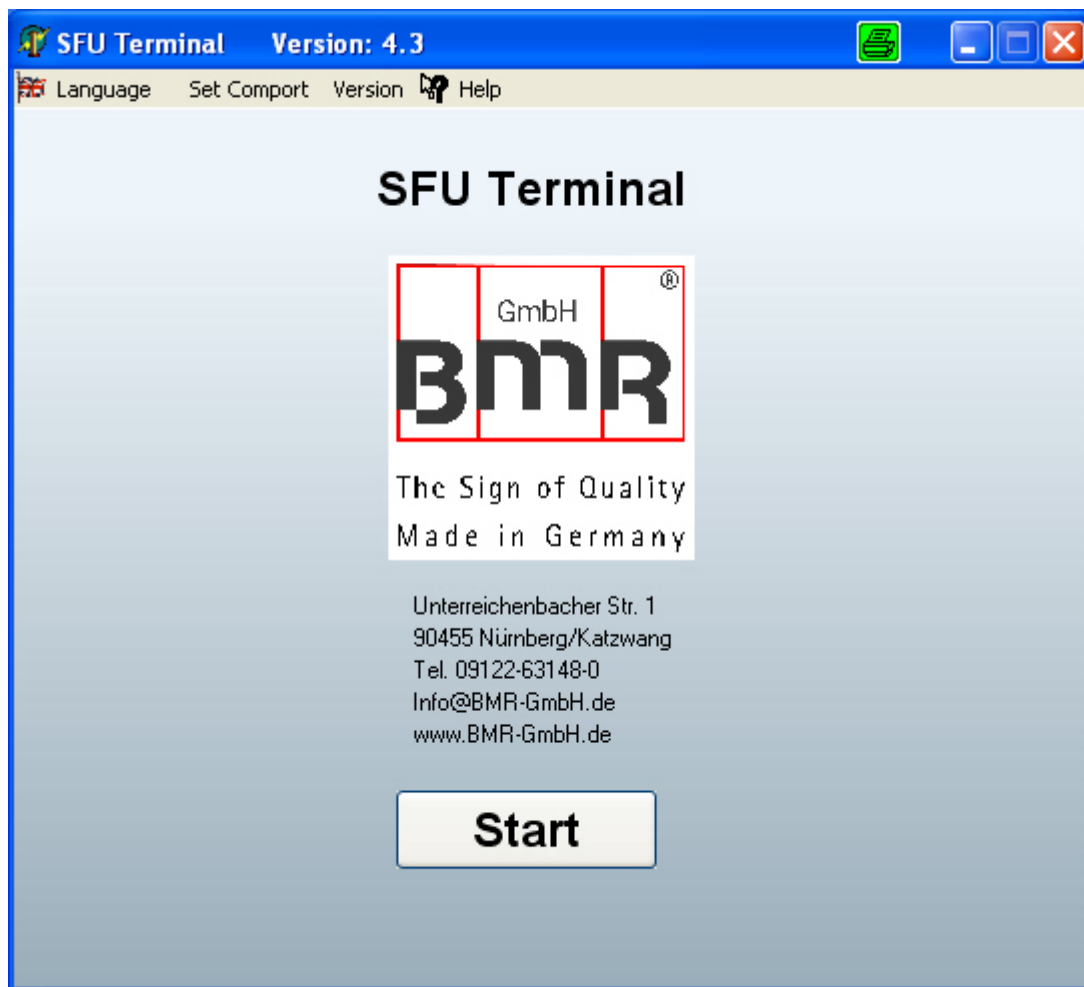 SFU Terminal Version: 4.3
Language Set Comport Version Help
SFU Terminal
®
GmbH
BMR
The Sign of Quality
Made in Germany
Unterreichenbacher Str. 1
90455 Nürnberg/Katzwang
Tel. 09122-63148-0
Info@BMR-GmbH.de
www.BMR-GmbH.de
Start